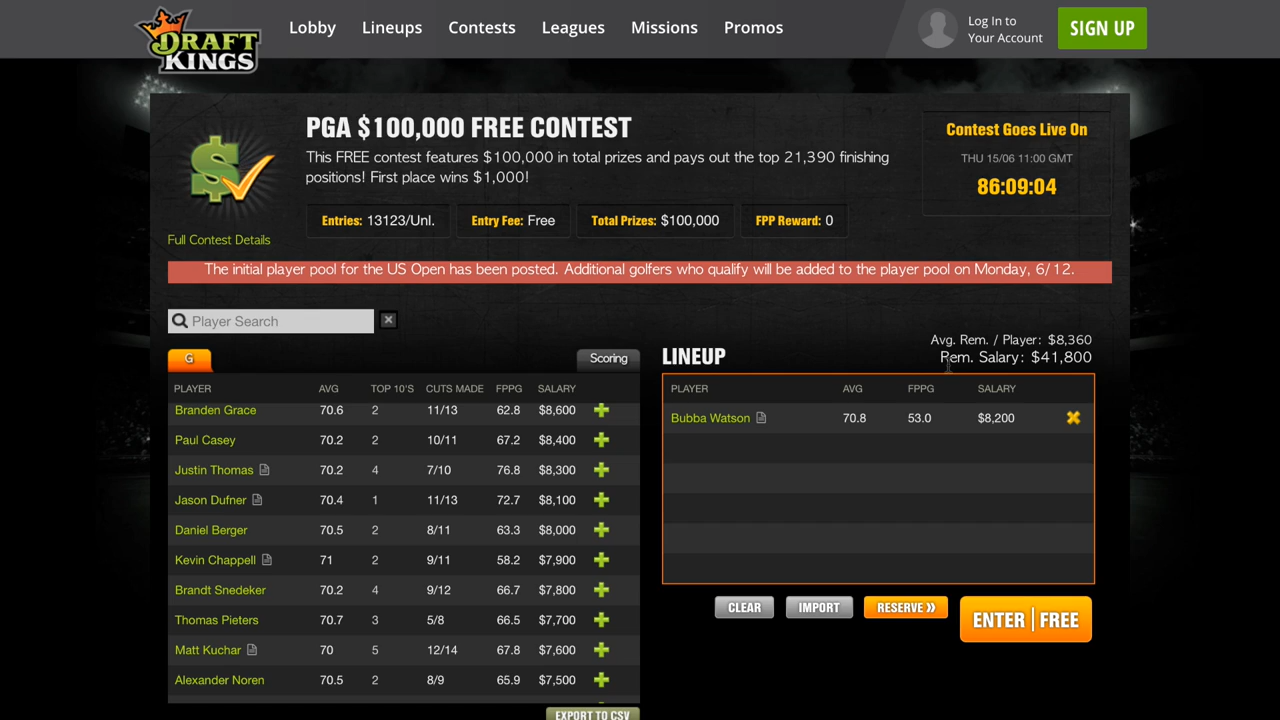 DRAFT
KINGS
Lobby
Lineups
Contests
Leagues
Missions
Promos
Log In to
Your Account
SIGN UP
PGA $100,000 FREE CONTEST
This FREE contest features $100,000 in total prizes and pays out the top 21,390 finishing
positions! First place wins $1,000!
Contest Goes Live On
THU 15/06 11:00 GMT
86:09:04
Entries: 13123/Unl.
Entry Fee: Free
Total Prizes: $100,000
FPP Reward: 0
Full Contest Details
The initial player pool for the US Open has been posted. Additional golfers who qualify will be added to the player pool on Monday, 6/12.
Player Search
G
Scoring
PLAYER AVG TOP 10'S CUTS MADE FPPG SALARY
Branden Grace 70.6 2 11/13 62.8 $8,600
Paul Casey 70.2 2 10/11 67.2 $8,400
Justin Thomas 70.2 4 7/10 76.8 $8,300
Jason Dufner 70.4 1 11/13 72.7 $8,100
Daniel Berger 70.5 2 8/11 63.3 $8,000
Kevin Chappell 71 2 9/11 58.2 $7,900
Brandt Snedeker 70.2 4 9/12 66.7 $7,800
Thomas Pieters 70.7 3 5/8 66.5 $7,700
Matt Kuchar 70 5 12/14 67.8 $7,600
Alexander Noren 70.5 2 8/9 65.9 $7,500
EXPORT TO CSV
LINEUP
Avg. Rem. / Player: $8,360
Rem. Salary: $41,800
PLAYER AVG FPPG SALARY
Bubba Watson 70.8 53.0 $8,200
CLEAR
IMPORT
RESERVE »
ENTER | FREE